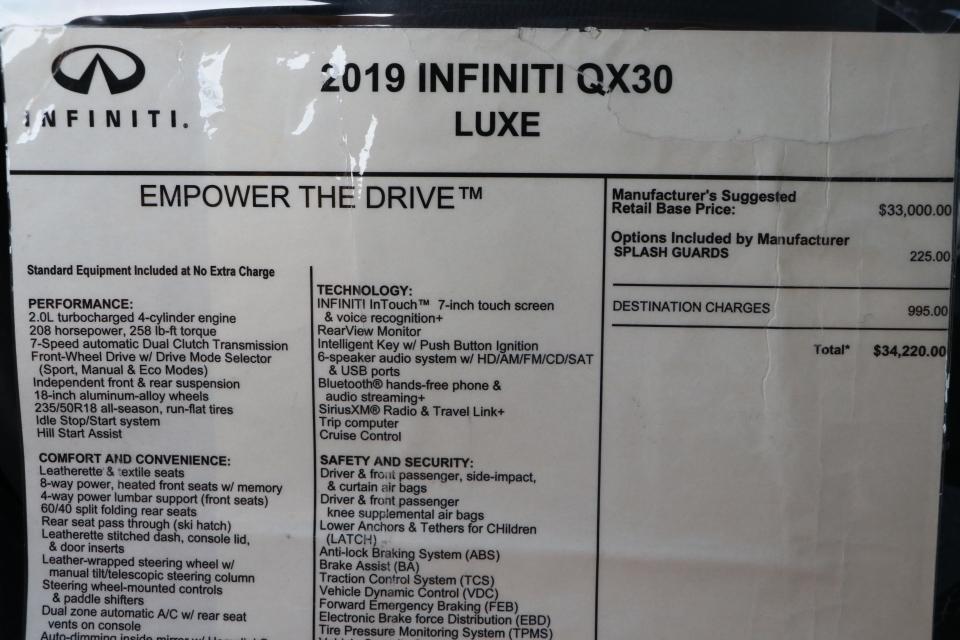 INFINITI.
2019 INFINITI QX30
LUXE
EMPOWER THE DRIVE™
Standard Equipment Included at No Extra Charge
PERFORMANCE:
2.0L turbocharged 4-cylinder engine
208 horsepower, 258 lb-ft torque
7-Speed automatic Dual Clutch Transmission
Front-Wheel Drive w/ Drive Mode Selector
(Sport, Manual & Eco Modes)
Independent front & rear suspension
18-inch aluminum-alloy wheels
235/50R18 all-season, run-flat tires
Idle Stop/Start system
Hill Start Assist
COMFORT AND CONVENIENCE:
Leatherette & textile seats
8-way power, heated front seats w/ memory
4-way power lumbar support (front seats)
60/40 split folding rear seats
Rear seat pass through (ski hatch)
Leatherette stitched dash, console lid,
& door inserts
Leather-wrapped steering wheel w/
manual tilt/telescopic steering column
Steering wheel-mounted controls
& paddle shifters
Dual zone automatic A/C w/ rear seat
vents on console
Auto-dimming inside mirror w/
TECHNOLOGY:
INFINITI InTouch™ 7-inch touch screen
& voice recognition+
RearView Monitor
Intelligent Key w/ Push Button Ignition
6-speaker audio system w/ HD/AM/FM/CD/SAT
& USB ports
Bluetooth® hands-free phone &
audio streaming+
SiriusXM® Radio & Travel Link+
Trip computer
Cruise Control
SAFETY AND SECURITY:
Driver & front passenger, side-impact,
& curtain air bags
Driver & front passenger
knee supplemental air bags
Lower Anchors & Tethers for CHildren
(LATCH)
Anti-lock Braking System (ABS)
Brake Assist (BA)
Traction Control System (TCS)
Vehicle Dynamic Control (VDC)
Forward Emergency Braking (FEB)
Electronic Brake force Distribution (EBD)
Tire Pressure Monitoring System (TPMS)
Manufacturer's Suggested
Retail Base Price: $33,000.00
Options Included by Manufacturer
SPLASH GUARDS 225.00
DESTINATION CHARGES 995.00
Total* $34,220.00